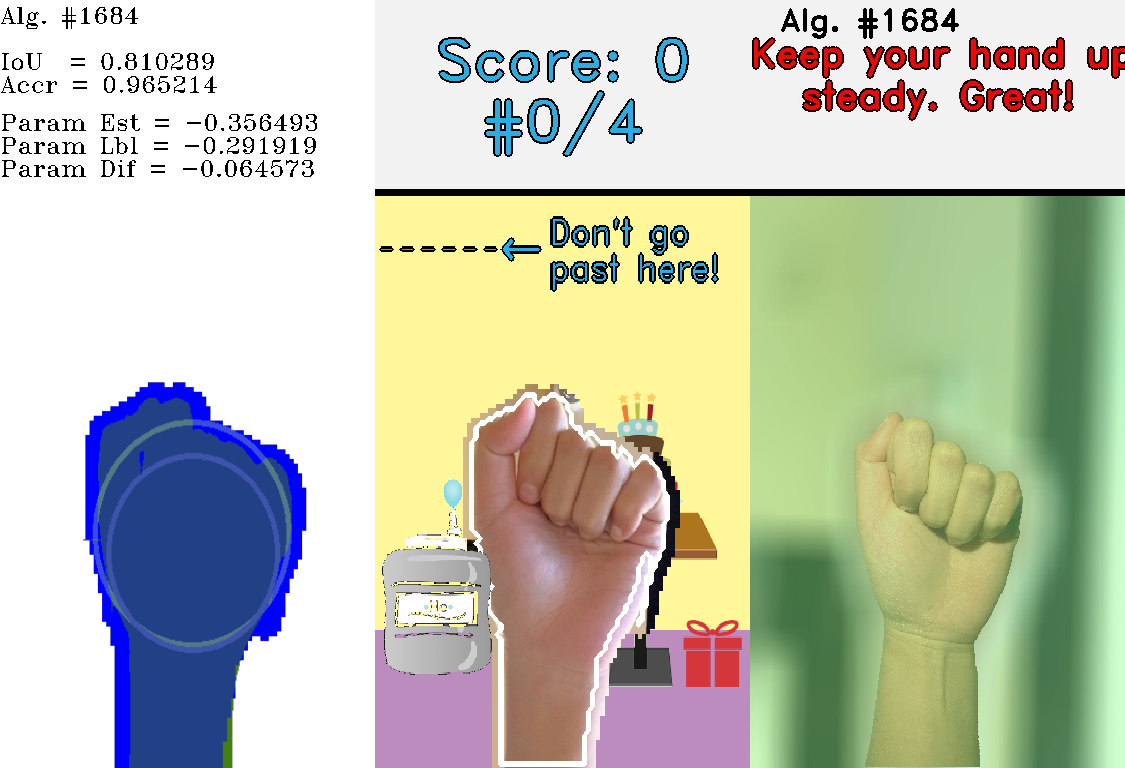 Alg. #1684
IoU = 0.810289
Accr = 0.965214
Param Est = −0.356493
Param Lbl = −0.291919
Param Dif = −0.064573
Score: 0
#0/4
Alg. #1684
Keep your hand up
steady. Great!
Don't go
past here!